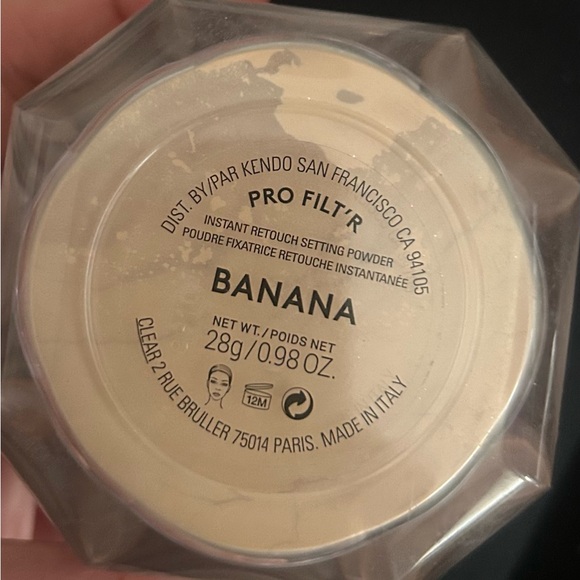 DIST. BY/PAR KENDO SAN FRANCISCO CA 94105
PRO FILT'R
INSTANT RETOUCH SETTING POWDER
POUDRE FIXATRICE RETOUCHE INSTANTANÉE
BANANA
NET WT./POIDS NET
28g/0.98 OZ.
12M
CLEAR 2 RUE BRULLER 75014 PARIS. MADE IN ITALY